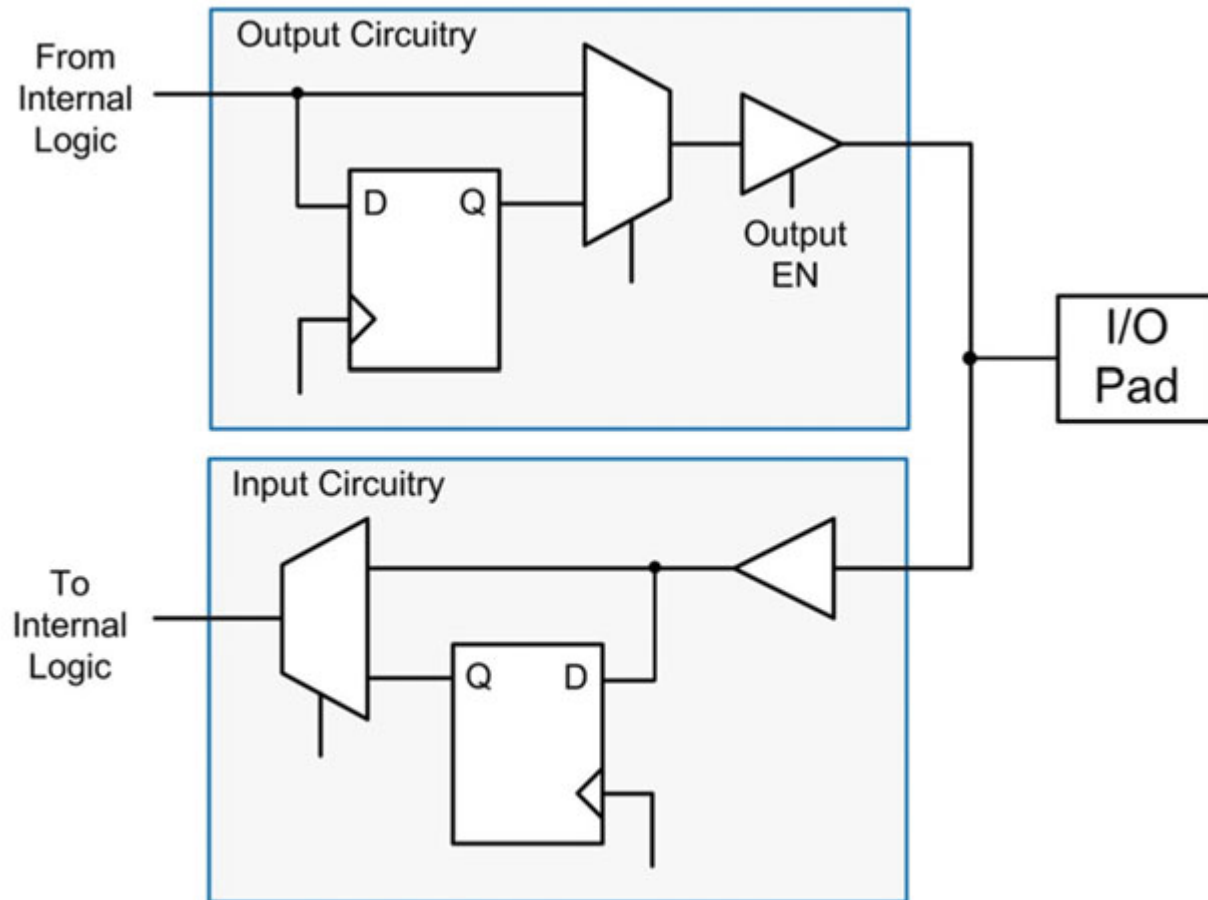 Output Circuitry
From
Internal
Logic
D Q
Output
EN
I/O
Pad
Input Circuitry
To
Internal
Logic
Q D